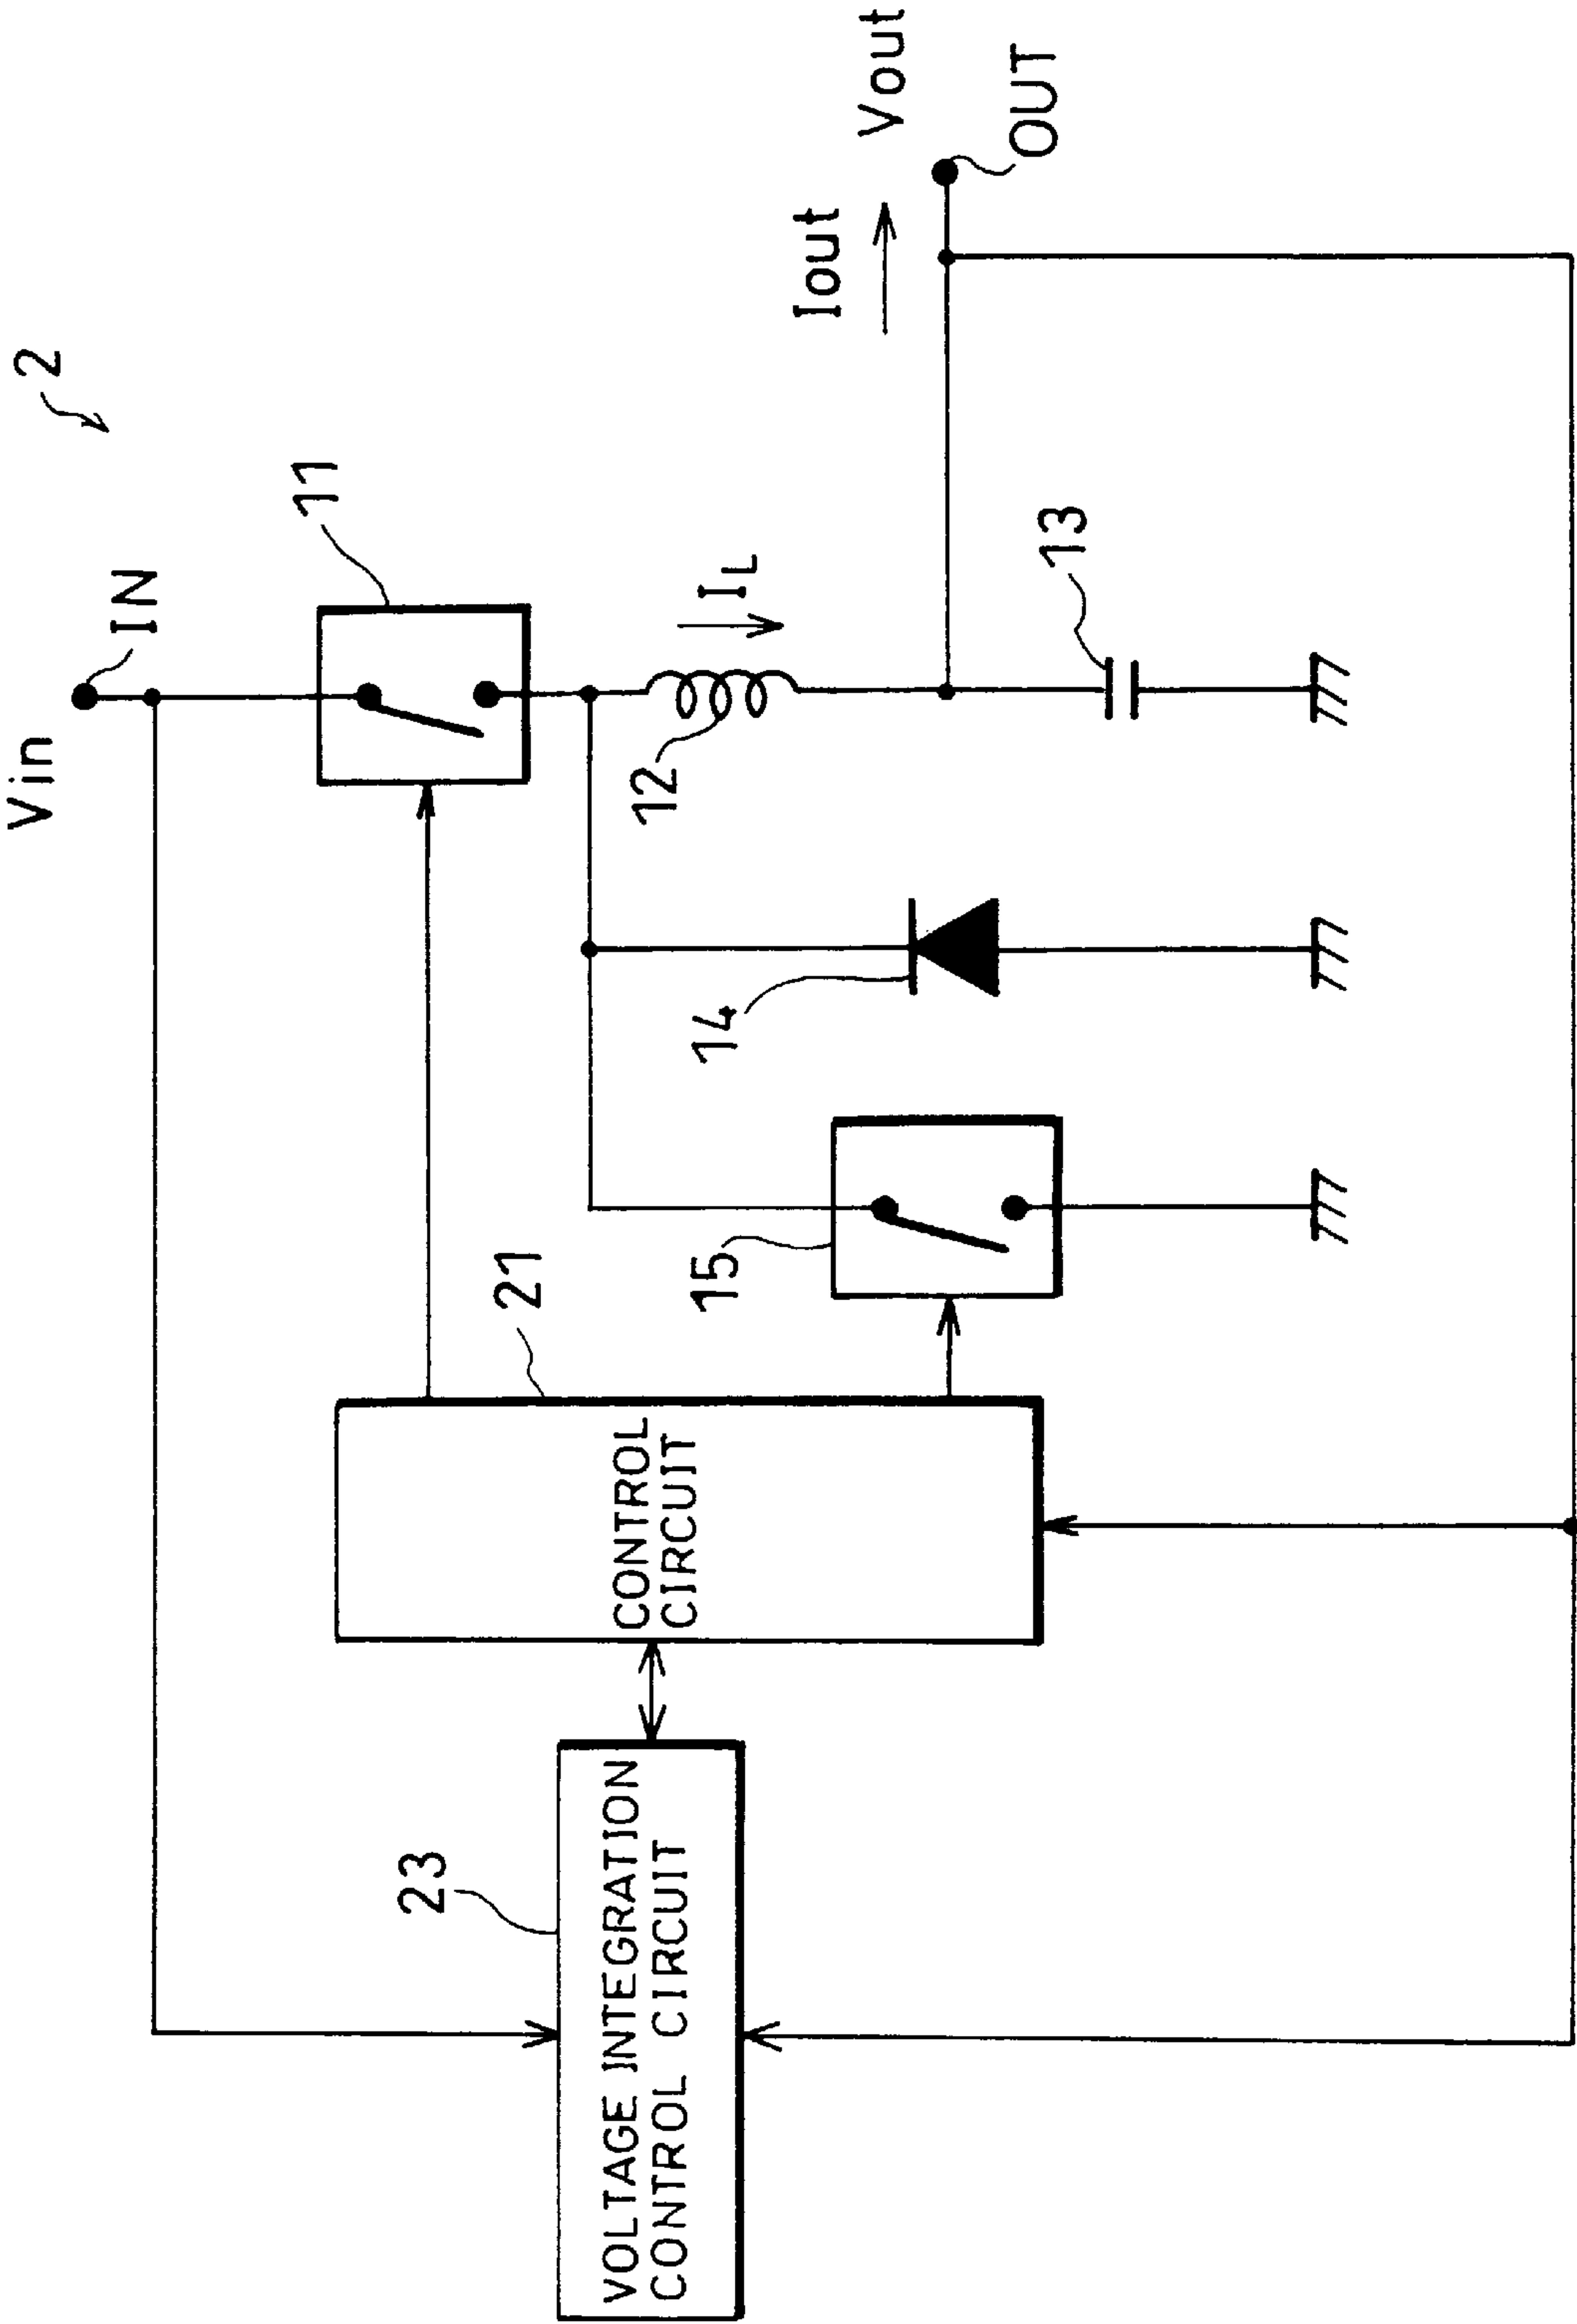 2
Vin
IN
11
21
12
I_L
Iout
Vout
OUT
23
VOLTAGE INTEGRATION
CONTROL CIRCUIT
CONTROL
CIRCUIT
15
14
13